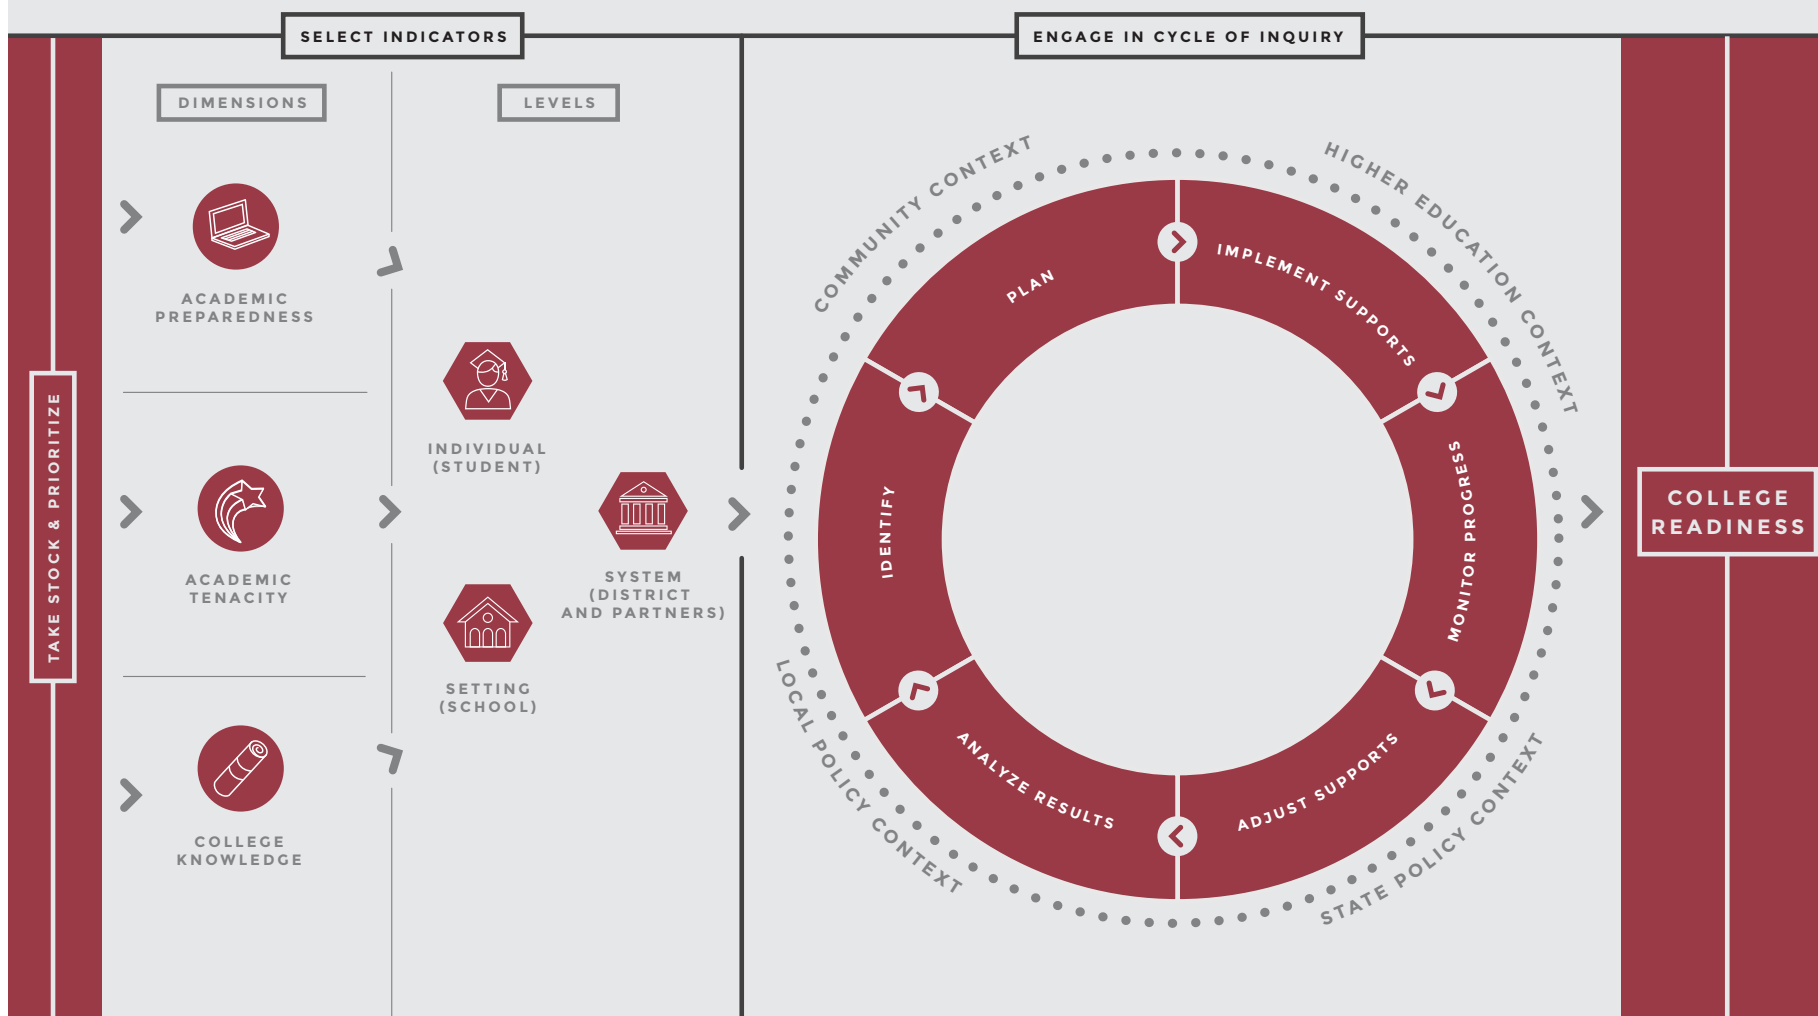 SELECT INDICATORS
ENGAGE IN CYCLE OF INQUIRY
TAKE STOCK & PRIORITIZE
DIMENSIONS
LEVELS
ACADEMIC
PREPAREDNESS
ACADEMIC
TENACITY
COLLEGE
KNOWLEDGE
INDIVIDUAL
(STUDENT)
SETTING
(SCHOOL)
SYSTEM
(DISTRICT
AND PARTNERS)
COMMUNITY CONTEXT
HIGHER EDUCATION CONTEXT
STATE POLICY CONTEXT
LOCAL POLICY CONTEXT
PLAN
IMPLEMENT SUPPORTS
MONITOR PROGRESS
ADJUST SUPPORTS
ANALYZE RESULTS
IDENTIFY
COLLEGE
READINESS